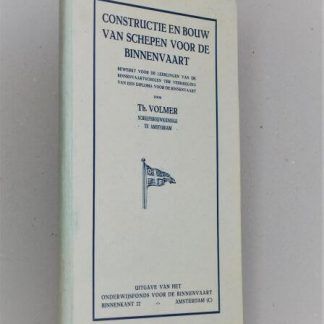 CONSTRUCTIE EN BOUW
VAN SCHEPEN VOOR DE
BINNENVAART
BEWERKT VOOR DE LEERLINGEN VAN DE
BINNENVAARTSCHOLEN TER VERKRIJGING
VAN EEN DIPLOMA VOOR DE BINNENVAART
DOOR
Th. VOLMER
SCHEEPSBOUWKUNDIGE
TE AMSTERDAM
UITGAVE VAN HET
ONDERWIJSFONDS VOOR DE BINNENVAART
BINNENKANT 22 -:- AMSTERDAM (C)